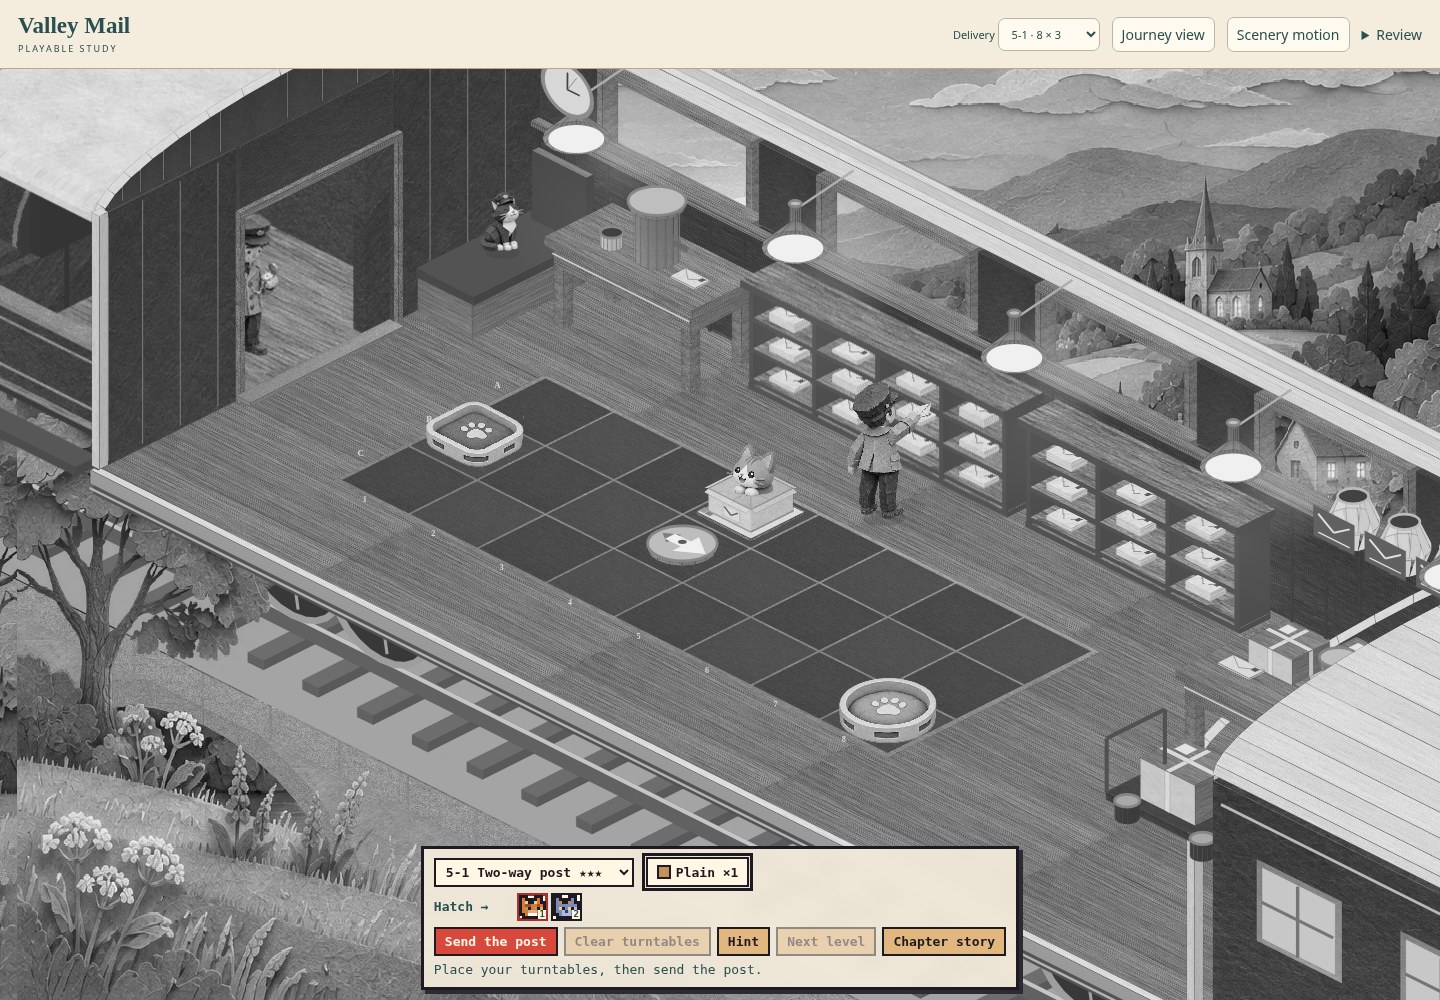 Valley Mail
PLAYABLE STUDY
Delivery 5-1 · 8 × 3 Journey view Scenery motion ▶ Review
A
C
1
2
3
4
5
6
7
8
5-1 Two-way post ★★★ Plain ×1
Hatch → 1 2
Send the post Clear turntables Hint Next level Chapter story
Place your turntables, then send the post.